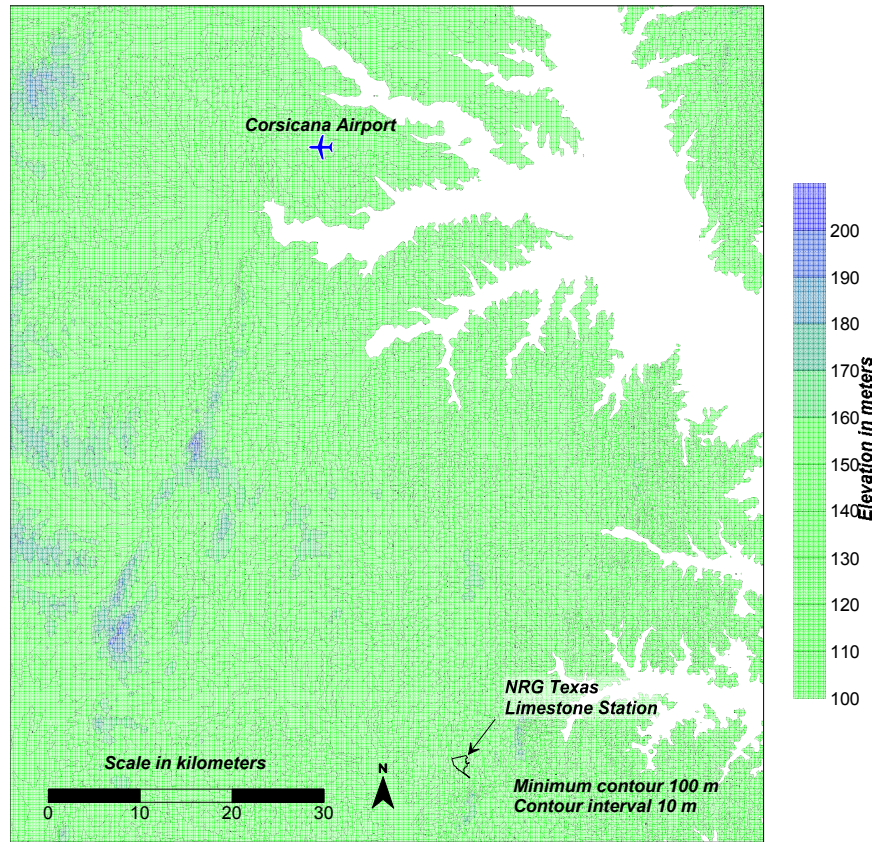 Corsicana Airport
200
190
180
170
160
150
140
130
120
110
100
Elevation in meters
NRG Texas
Limestone Station
Scale in kilometers
0 10 20 30
N
Minimum contour 100 m
Contour interval 10 m